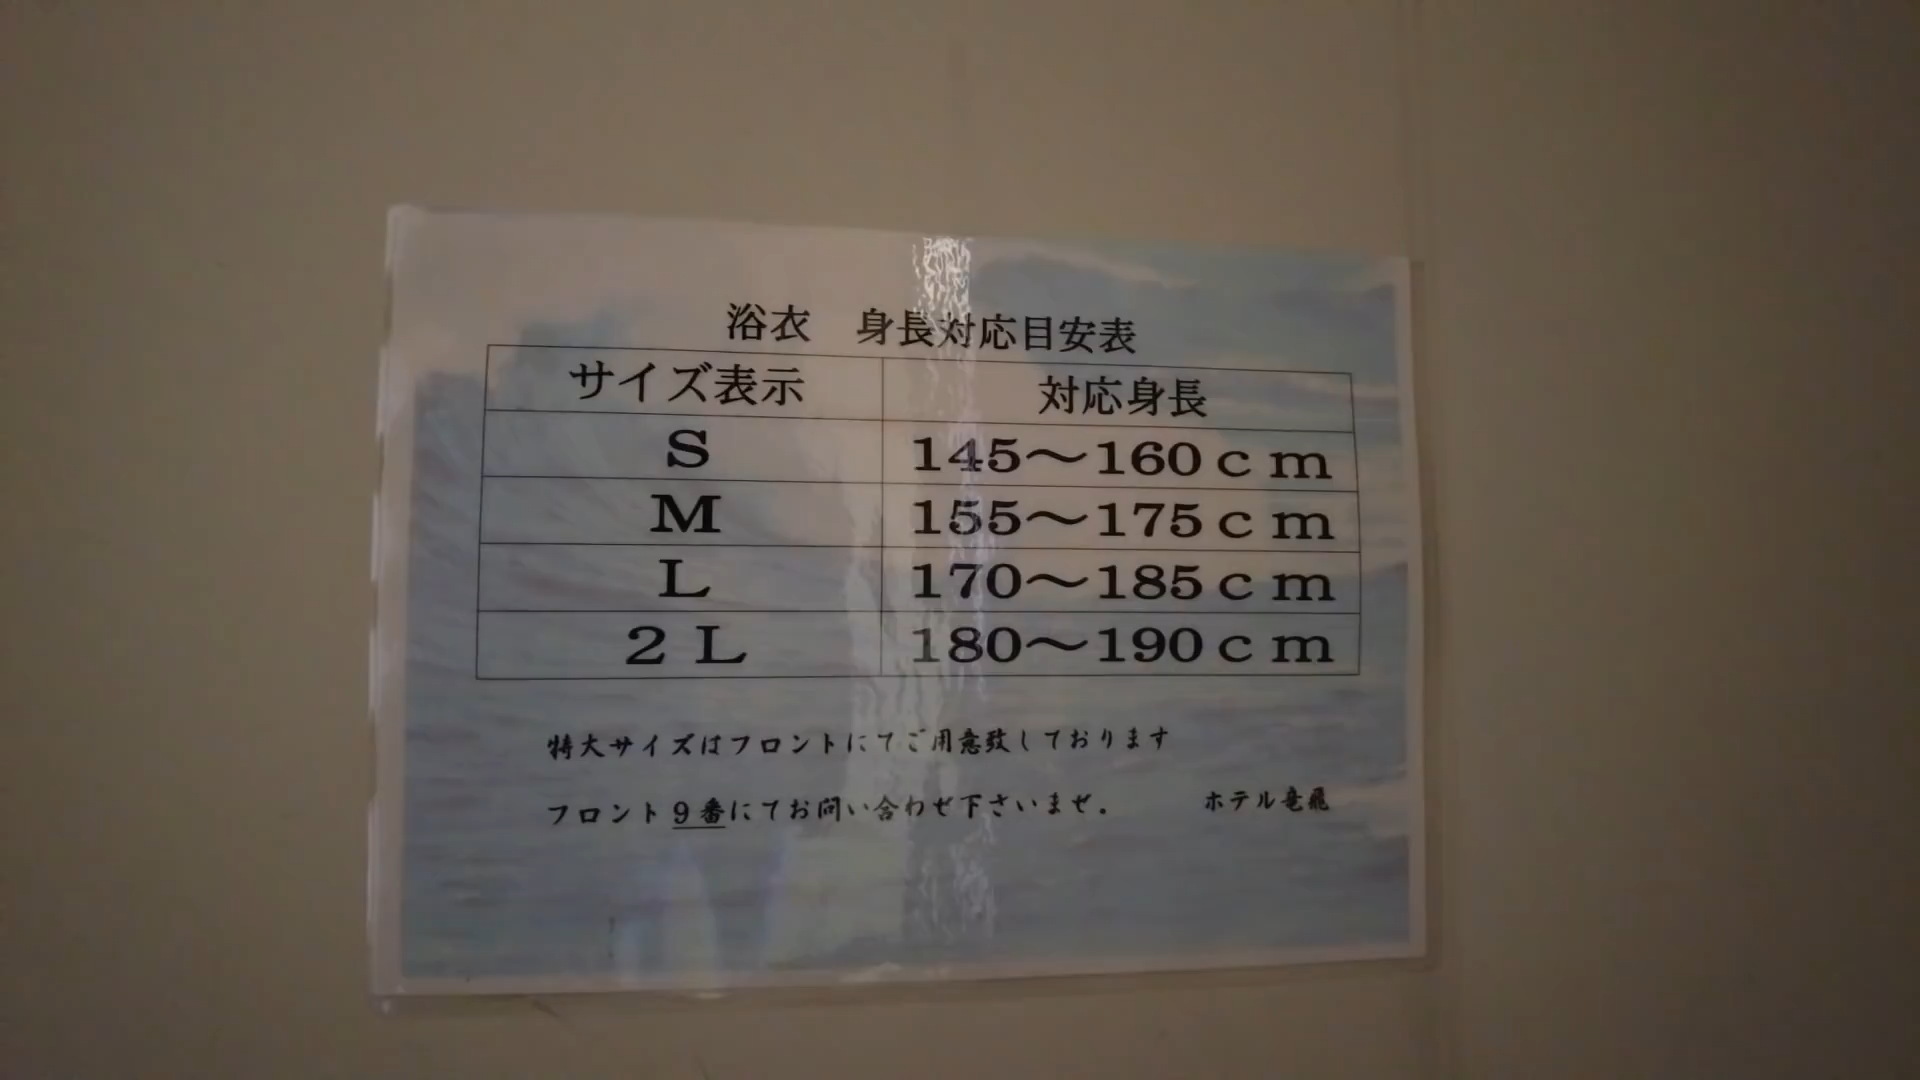 浴衣　身長対応目安表
サイズ表示　対応身長
S　145～160cm
M　155～175cm
L　170～185cm
2L　180～190cm
特大サイズはフロントにてご用意致しております
フロント9番にてお問い合わせ下さいませ。　ホテル竜飛